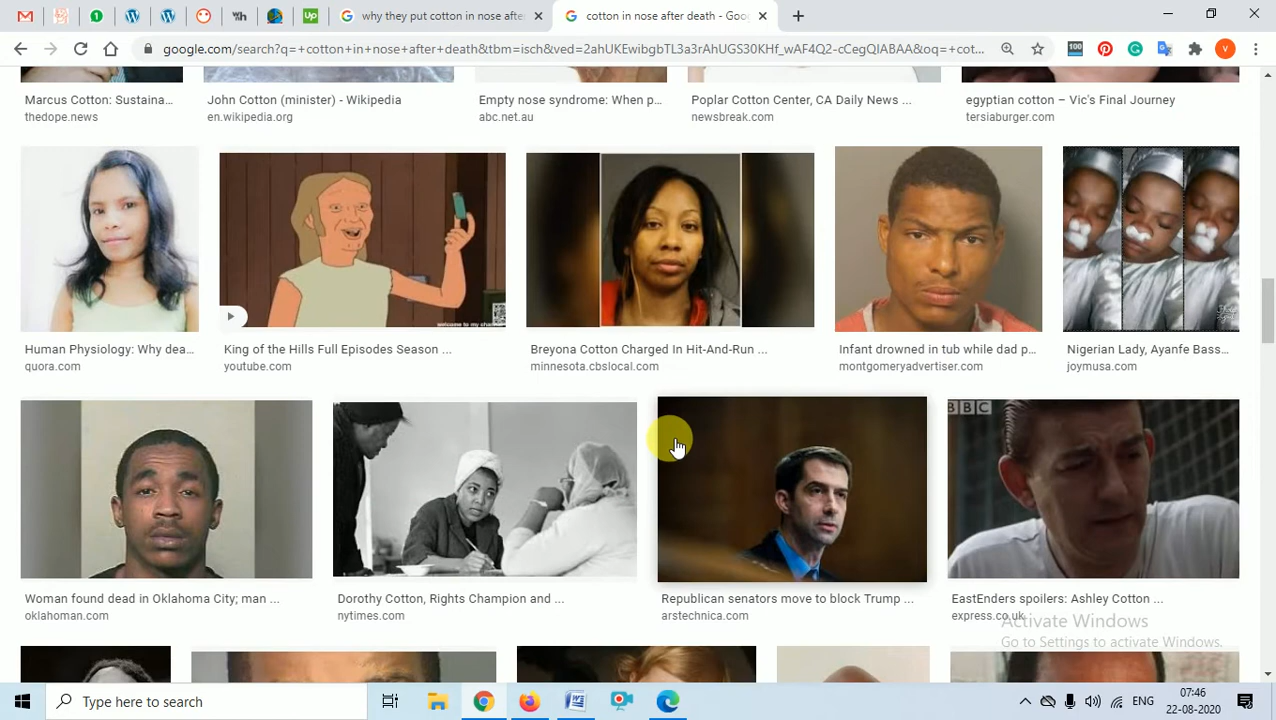 why they put cotton in nose afte
cotton in nose after death - Goo
google.com/search?q=+cotton+in+nose+after+death&tbm=isch&ved=2ahUKEwibgbTL3a3rAhUGS30KHf_wAF4Q2-cCegQIABAA&oq=+cot...
100
V
Marcus Cotton: Sustaina...
thedope.news
John Cotton (minister) - Wikipedia
en.wikipedia.org
Empty nose syndrome: When p...
abc.net.au
Poplar Cotton Center, CA Daily News ...
newsbreak.com
egyptian cotton – Vic's Final Journey
tersiaburger.com
welcome to my channel
Human Physiology: Why dea...
quora.com
King of the Hills Full Episodes Season ...
youtube.com
Breyona Cotton Charged In Hit-And-Run ...
minnesota.cbslocal.com
Infant drowned in tub while dad p...
montgomeryadvertiser.com
Nigerian Lady, Ayanfe Bass...
joymusa.com
BBC
Woman found dead in Oklahoma City; man ...
oklahoman.com
Dorothy Cotton, Rights Champion and ...
nytimes.com
Republican senators move to block Trump ...
arstechnica.com
EastEnders spoilers: Ashley Cotton ...
express.co.uk
Activate Windows
Go to Settings to activate Windows.
Type here to search
ENG
07:46
22-08-2020